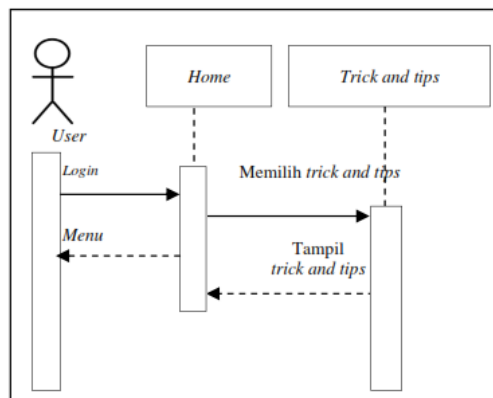 Home
Trick and tips
User
Login
Memilih trick and tips
Menu
Tampil
trick and tips